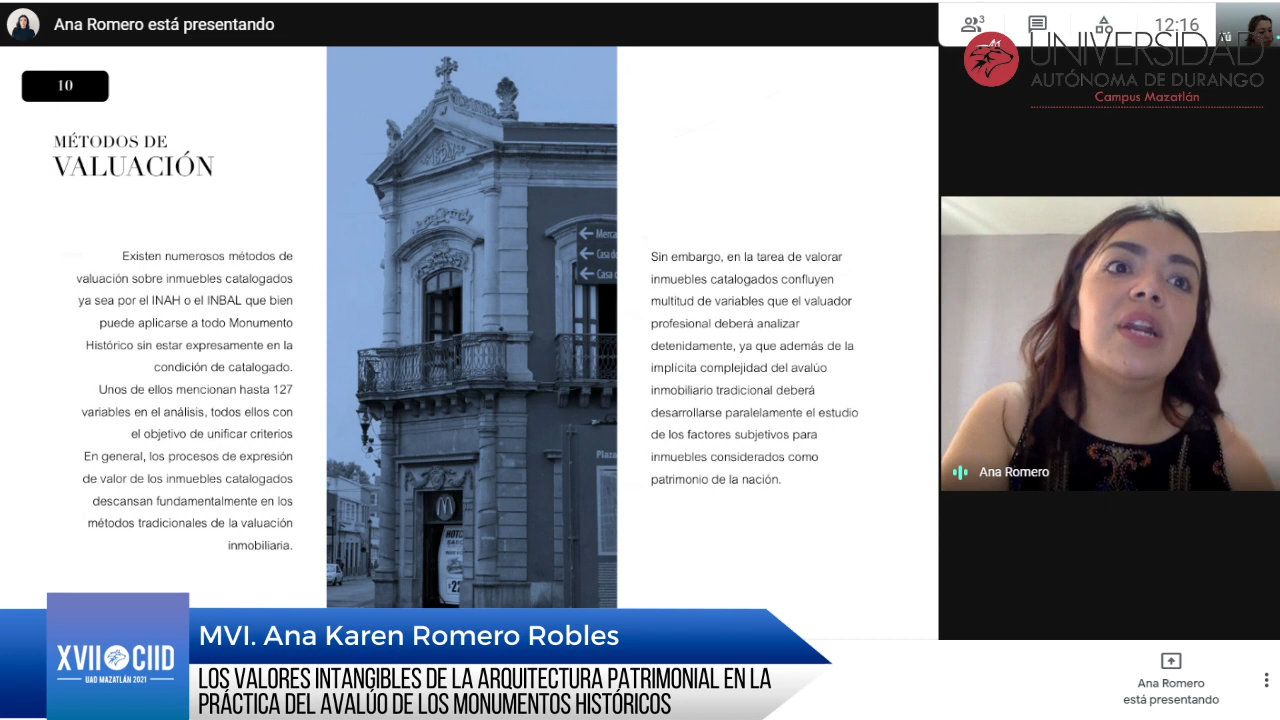 Ana Romero está presentando
3
12:16
Tú
UNIVERSIDAD
AUTÓNOMA DE DURANGO
Campus Mazatlán
10
MÉTODOS DE
VALUACIÓN
Existen numerosos métodos de
valuación sobre inmuebles catalogados
ya sea por el INAH o el INBAL que bien
puede aplicarse a todo Monumento
Histórico sin estar expresamente en la
condición de catalogado.
Unos de ellos mencionan hasta 127
variables en el análisis, todos ellos con
el objetivo de unificar criterios
En general, los procesos de expresión
de valor de los inmuebles catalogados
descansan fundamentalmente en los
métodos tradicionales de la valuación
inmobiliaria.
Merca
Casa de
Casa
Plaza
M
HOT
Sin embargo, en la tarea de valorar
inmuebles catalogados confluyen
multitud de variables que el valuador
profesional deberá analizar
detenidamente, ya que además de la
implícita complejidad del avalúo
inmobiliario tradicional deberá
desarrollarse paralelamente el estudio
de los factores subjetivos para
inmuebles considerados como
patrimonio de la nación.
Ana Romero
XVII CIID
UAD MAZATLÁN 2021
MVI. Ana Karen Romero Robles
LOS VALORES INTANGIBLES DE LA ARQUITECTURA PATRIMONIAL EN LA
PRÁCTICA DEL AVALÚO DE LOS MONUMENTOS HISTÓRICOS
Ana Romero
está presentando